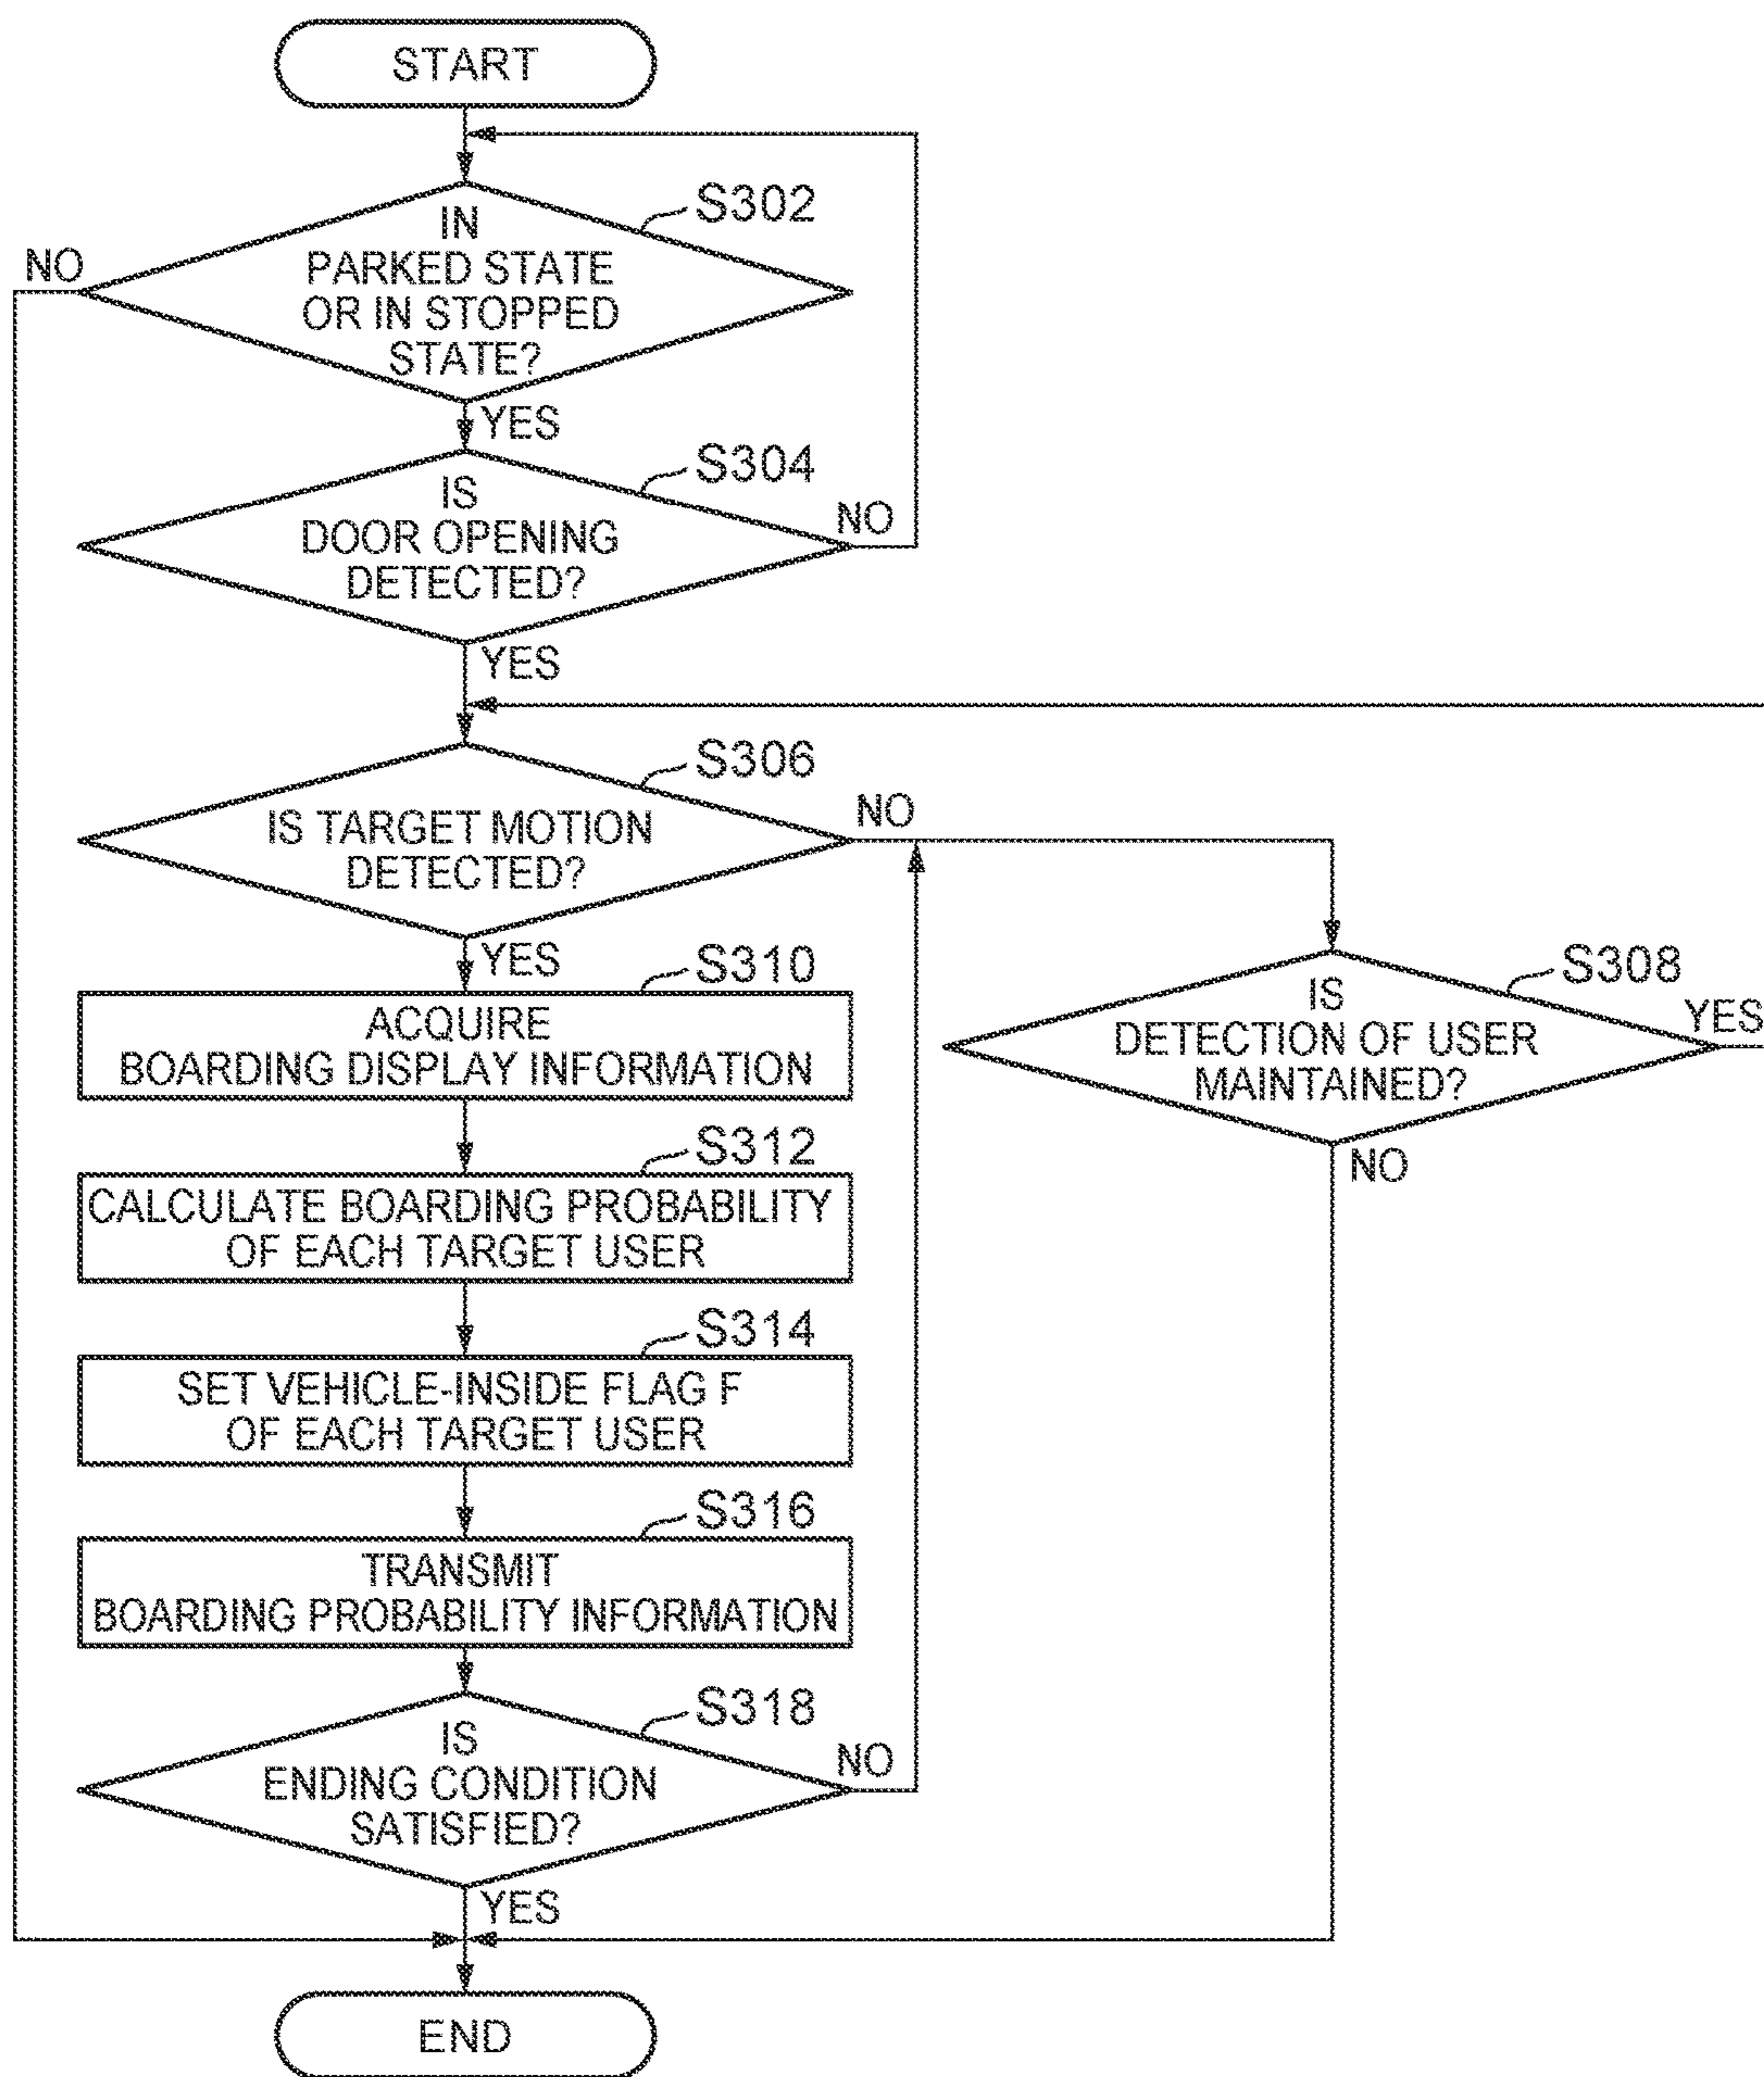 START
S302
IN
PARKED STATE
OR IN STOPPED
STATE?
NO
YES
S304
IS
DOOR OPENING
DETECTED?
NO
YES
S306
IS TARGET MOTION
DETECTED?
NO
YES
S308
IS
DETECTION OF USER
MAINTAINED?
YES
NO
S310
ACQUIRE
BOARDING DISPLAY INFORMATION
S312
CALCULATE BOARDING PROBABILITY
OF EACH TARGET USER
S314
SET VEHICLE-INSIDE FLAG F
OF EACH TARGET USER
S316
TRANSMIT
BOARDING PROBABILITY INFORMATION
S318
IS
ENDING CONDITION
SATISFIED?
NO
YES
END